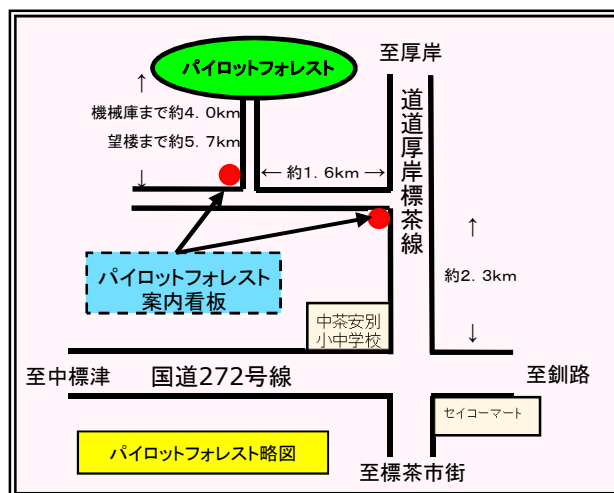 パイロットフォレスト
至厚岸
↑
機械庫まで約4.0km
望楼まで約5.7km
↓
←約1.6km→
道道厚岸標茶線
パイロットフォレスト
案内看板
↑
約2.3km
↓
中茶安別
小中学校
至中標津
国道272号線
至釧路
セイコーマート
パイロットフォレスト略図
至標茶市街